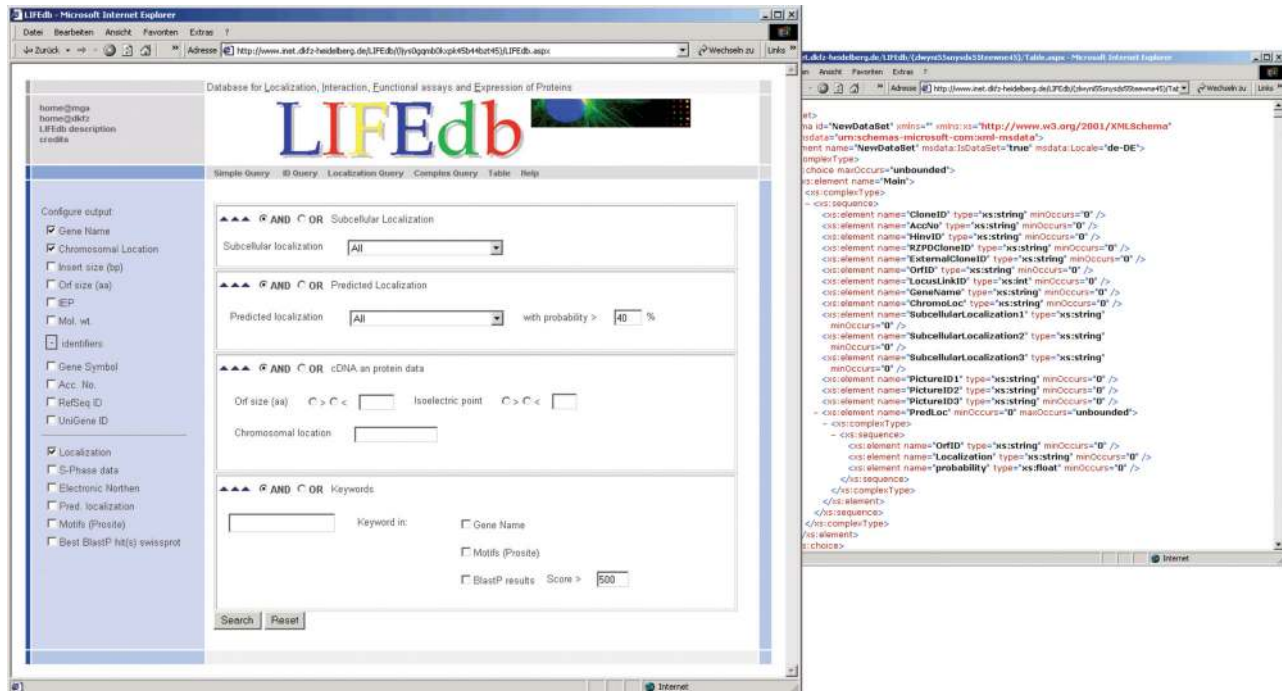 LIFEdb - Microsoft Internet Explorer
Datei Bearbeiten Ansicht Favoriten Extras ?
Zurück Adresse Wechseln zu Links
Database for Localization, Interaction, Functional assays and Expression of Proteins
home@mga
home@dkfz
LIFEdb description
credits
LIFEdb
Simple Query ID Query Localization Query Complex Query Table Help
Configure output:
Gene Name
Chromosomal Location
Insert size (bp)
Orf size (aa)
IEP
Mol. wt.
- identifiers
Gene Symbol
Acc. No.
RefSeq ID
UniGene ID
Localization
S-Phase data
Electronic Northen
Pred. localization
Motifs (Prosite)
Best BlastP hit(s) swissprot
AND OR Subcellular Localization
Subcellular localization All
AND OR Predicted Localization
Predicted localization All with probability > 40 %
AND OR cDNA an protein data
Orf size (aa) > < Isoelectric point > <
Chromosomal location
AND OR Keywords
Keyword in: Gene Name
Motifs (Prosite)
BlastP results Score > 500
Search Reset
Internet
Table.aspx - Microsoft Internet Explorer
Ansicht Favoriten Extras ?
Adresse Wechseln zu Links
et>
ma id="NewDataSet" xmlns="" xmlns:xs="http://www.w3.org/2001/XMLSchema"
msdata="urn:schemas-microsoft-com:xml-msdata">
ment name="NewDataSet" msdata:IsDataSet="true" msdata:Locale="de-DE">
omplexType>
:choice maxOccurs="unbounded">
xs:element name="Main">
<xs:complexType>
- <xs:sequence>
<xs:element name="CloneID" type="xs:string" minOccurs="0" />
<xs:element name="AccNo" type="xs:string" minOccurs="0" />
<xs:element name="HinvID" type="xs:string" minOccurs="0" />
<xs:element name="RZPDCloneID" type="xs:string" minOccurs="0" />
<xs:element name="ExternalCloneID" type="xs:string" minOccurs="0" />
<xs:element name="OrfID" type="xs:string" minOccurs="0" />
<xs:element name="LocusLinkID" type="xs:int" minOccurs="0" />
<xs:element name="GeneName" type="xs:string" minOccurs="0" />
<xs:element name="ChromoLoc" type="xs:string" minOccurs="0" />
<xs:element name="SubcellularLocalization1" type="xs:string"
minOccurs="0" />
<xs:element name="SubcellularLocalization2" type="xs:string"
minOccurs="0" />
<xs:element name="SubcellularLocalization3" type="xs:string"
minOccurs="0" />
<xs:element name="PictureID1" type="xs:string" minOccurs="0" />
<xs:element name="PictureID2" type="xs:string" minOccurs="0" />
<xs:element name="PictureID3" type="xs:string" minOccurs="0" />
- <xs:element name="PredLoc" minOccurs="0" maxOccurs="unbounded">
- <xs:complexType>
- <xs:sequence>
<xs:element name="OrfID" type="xs:string" minOccurs="0" />
<xs:element name="Localization" type="xs:string" minOccurs="0" />
<xs:element name="probability" type="xs:float" minOccurs="0" />
</xs:sequence>
</xs:complexType>
</xs:element>
</xs:sequence>
</xs:complexType>
/xs:element>
s:choice>
Internet